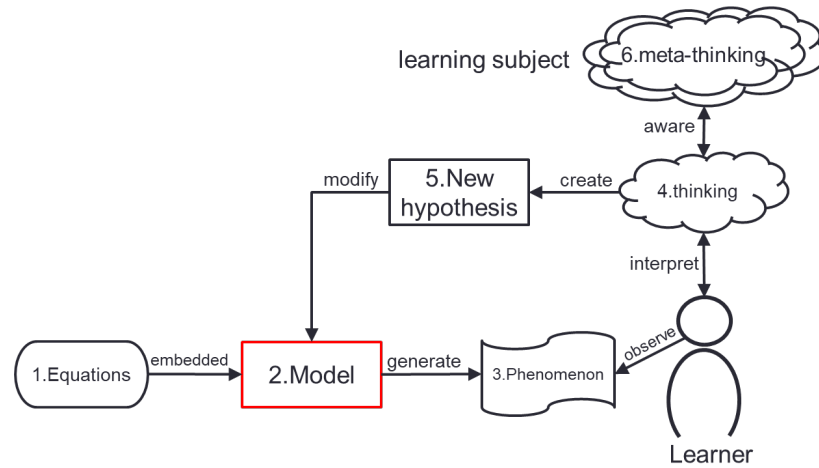 learning subject
6.meta-thinking
aware
modify
5.New
hypothesis
create
4.thinking
interpret
1.Equations
embedded
2.Model
generate
3.Phenomenon
observe
Learner